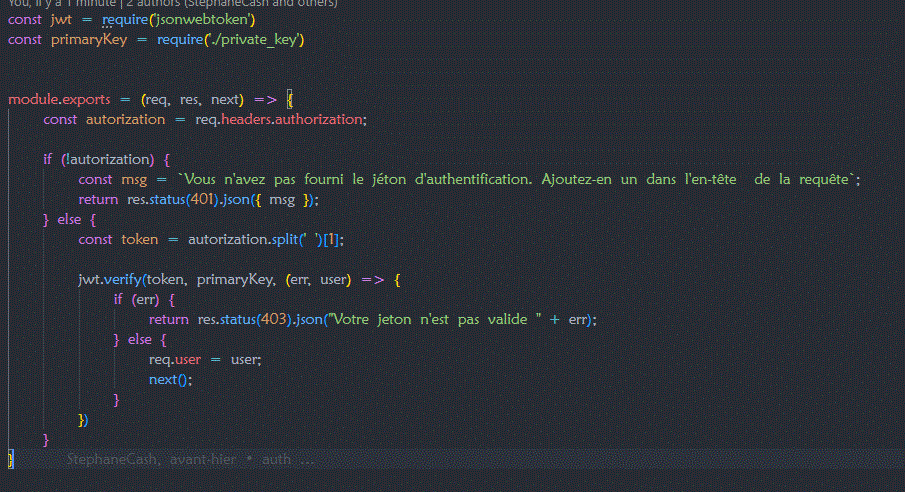 You, il y a 1 minute | 2 authors (StephaneCash and others)
const jwt = require('jsonwebtoken')
const primaryKey = require('./private_key')
module.exports = (req, res, next) => {
const autorization = req.headers.authorization;
if (!autorization) {
const msg = `Vous n'avez pas fourni le jéton d'authentification. Ajoutez-en un dans l'en-tête  de la requête`;
return res.status(401).json({ msg });
} else {
const token = autorization.split(' ')[1];
jwt.verify(token, primaryKey, (err, user) => {
if (err) {
return res.status(403).json("Votre jeton n'est pas valide " + err);
} else {
req.user = user;
next();
}
})
}
} StephaneCash, avant-hier • auth ...